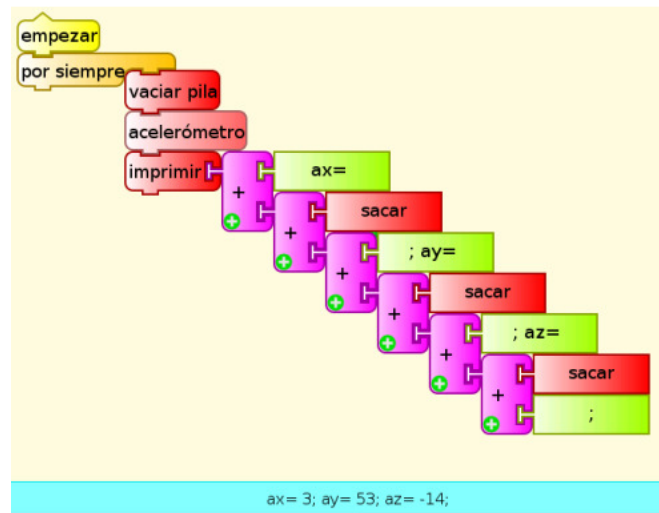 empezar
por siempre
vaciar pila
acelerómetro
imprimir
+
ax=
+
sacar
+
; ay=
+
sacar
+
; az=
+
sacar
;
ax= 3; ay= 53; az= -14;